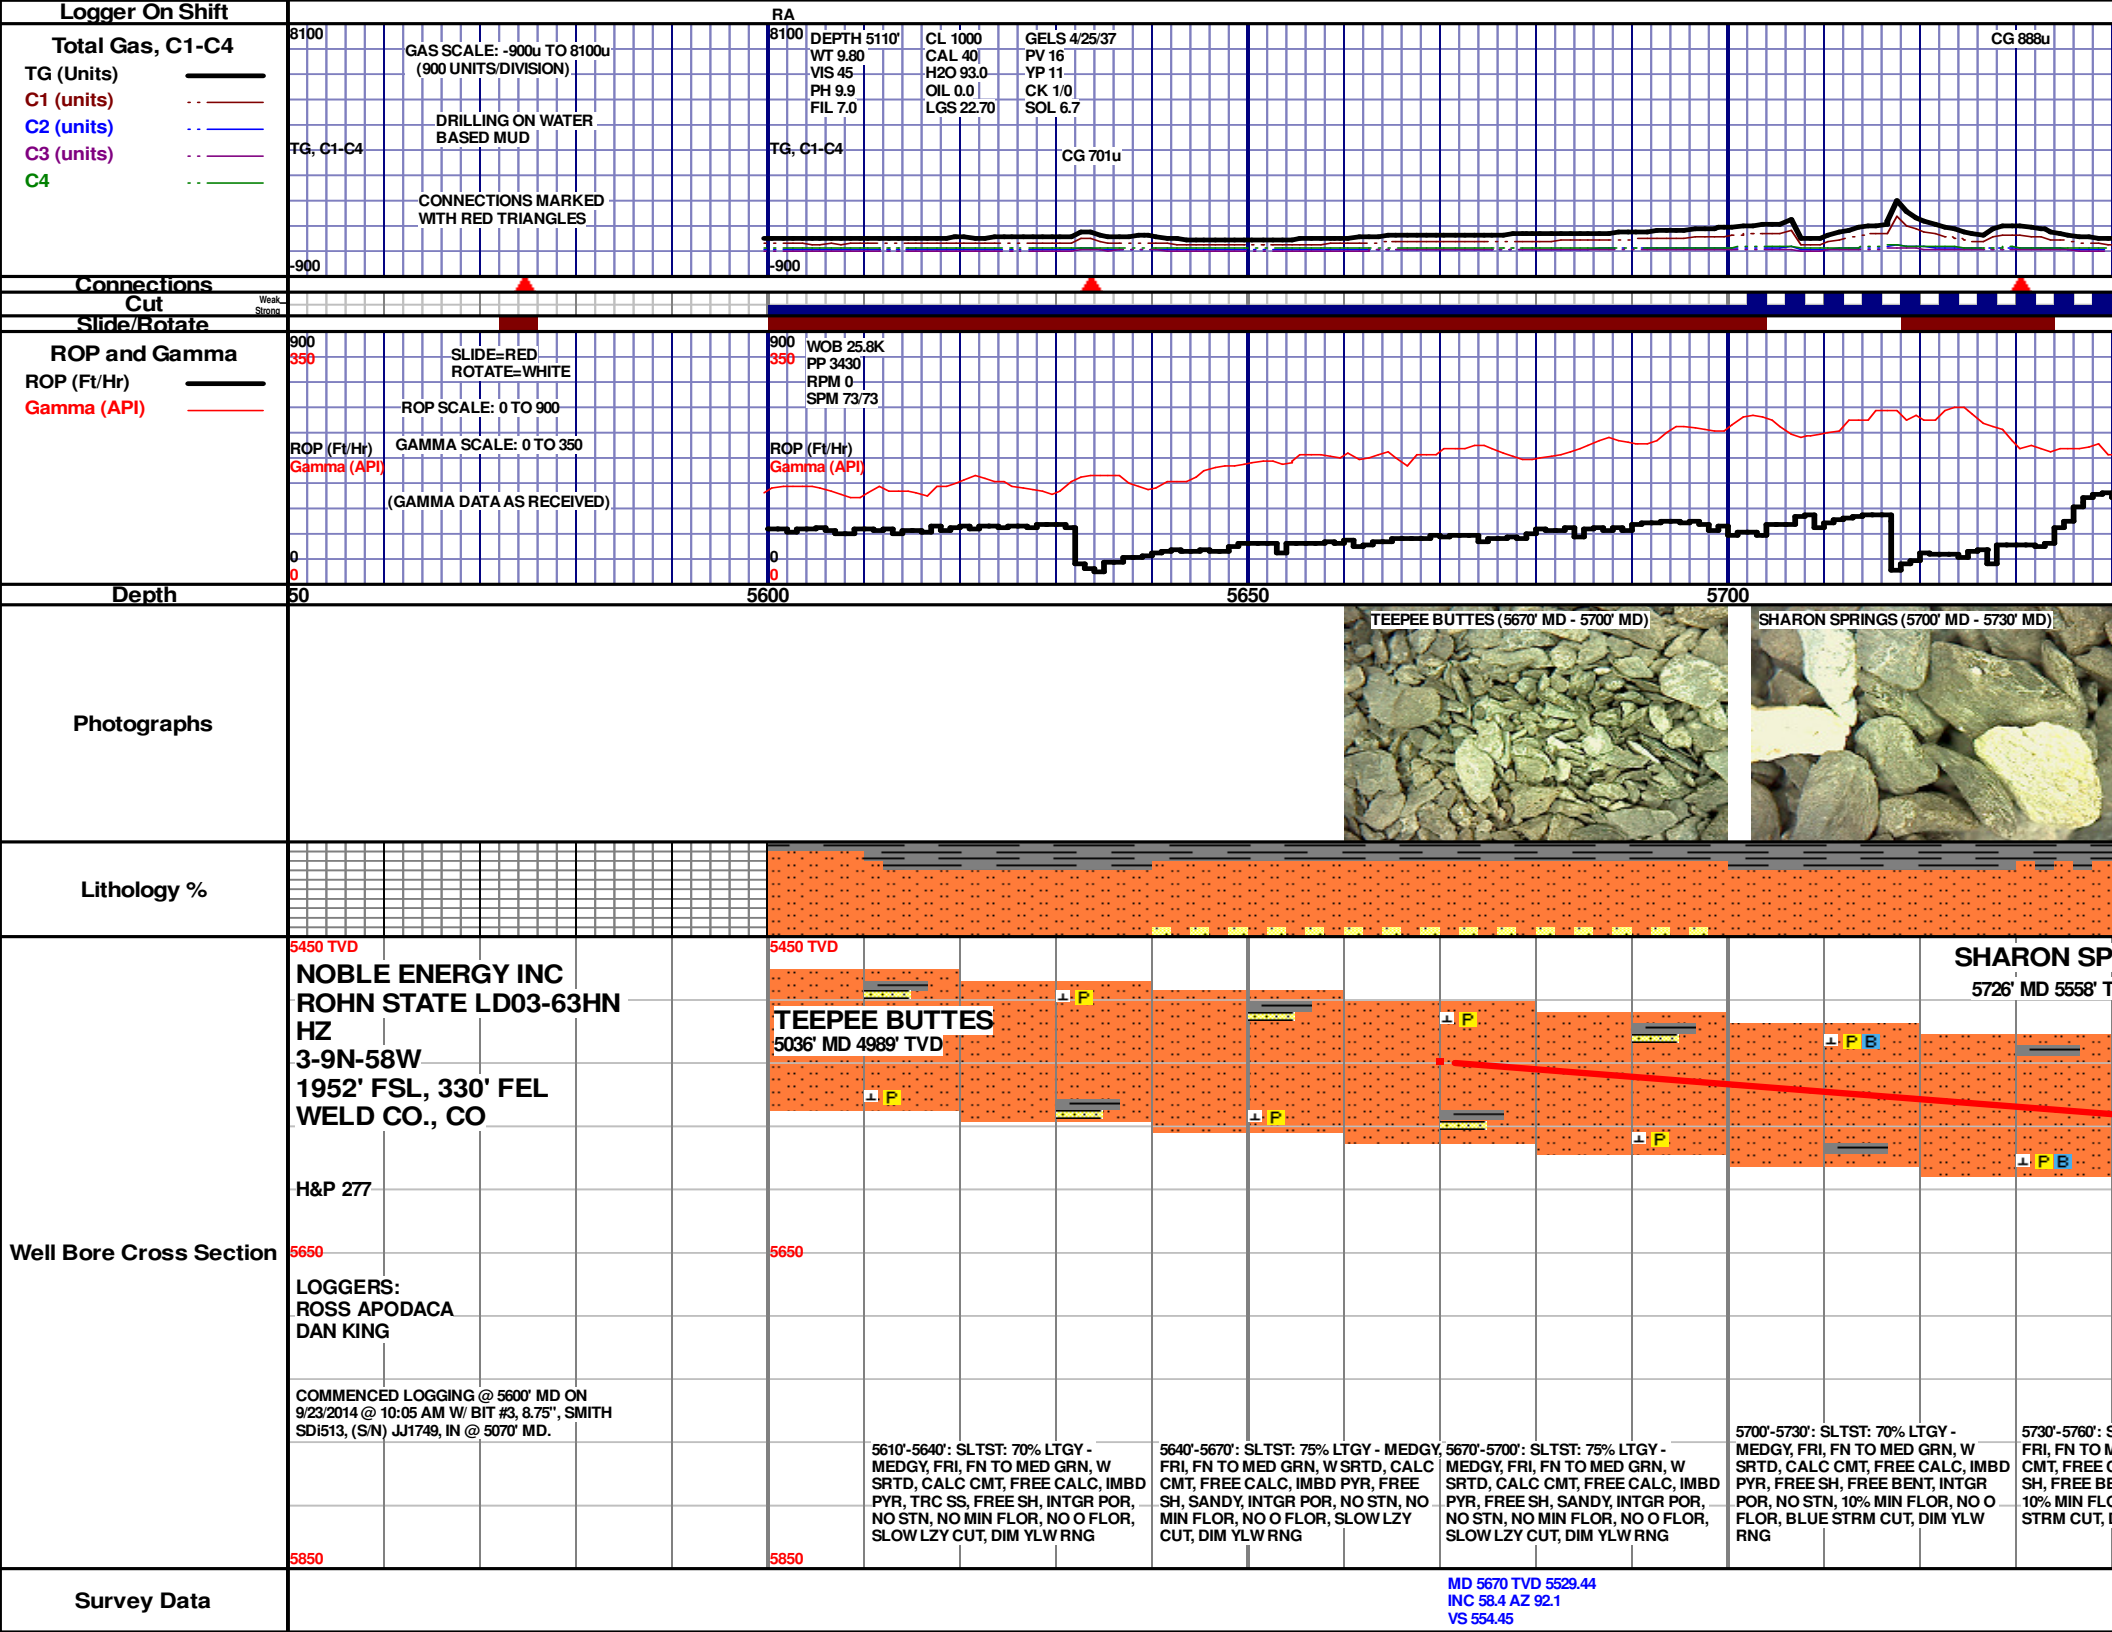 Logger On Shift
RA
Total Gas, C1-C4
TG (Units)
C1 (units)
C2 (units)
C3 (units)
C4
8100
GAS SCALE: -900u TO 8100u
(900 UNITS/DIVISION)
DRILLING ON WATER
BASED MUD
TG, C1-C4
CONNECTIONS MARKED
WITH RED TRIANGLES
-900
8100
DEPTH 5110' CL 1000 GELS 4/25/37
WT 9.80 CAL 40 PV 16
VIS 45 H2O 93.0 YP 11
PH 9.9 OIL 0.0 CK 1/0
FIL 7.0 LGS 22.70 SOL 6.7
TG, C1-C4
CG 701u
CG 888u
-900
Connections
Cut
Weak
Strong
Slide/Rotate
ROP and Gamma
ROP (Ft/Hr)
Gamma (API)
900
350
SLIDE=RED
ROTATE=WHITE
ROP SCALE: 0 TO 900
ROP (Ft/Hr)
GAMMA SCALE: 0 TO 350
Gamma (API)
(GAMMA DATA AS RECEIVED)
0
0
900
350
WOB 25.8K
PP 3430
RPM 0
SPM 73/73
ROP (Ft/Hr)
Gamma (API)
0
0
Depth
50 5600 5650 5700
Photographs
TEEPEE BUTTES (5670' MD - 5700' MD)
SHARON SPRINGS (5700' MD - 5730' MD)
Lithology %
Well Bore Cross Section
5450 TVD
NOBLE ENERGY INC
ROHN STATE LD03-63HN
HZ
3-9N-58W
1952' FSL, 330' FEL
WELD CO., CO
H&P 277
5650
LOGGERS:
ROSS APODACA
DAN KING
COMMENCED LOGGING @ 5600' MD ON
9/23/2014 @ 10:05 AM W/ BIT #3, 8.75", SMITH
SDi513, (S/N) JJ1749, IN @ 5070' MD.
5850
5450 TVD
TEEPEE BUTTES
5036' MD 4989' TVD
SHARON SP
5726' MD 5558' T
P
P
P
P
P
P B
P B
5650
5850
5610'-5640': SLTST: 70% LTGY -
MEDGY, FRI, FN TO MED GRN, W
SRTD, CALC CMT, FREE CALC, IMBD
PYR, TRC SS, FREE SH, INTGR POR,
NO STN, NO MIN FLOR, NO O FLOR,
SLOW LZY CUT, DIM YLW RNG
5640'-5670': SLTST: 75% LTGY - MEDGY,
FRI, FN TO MED GRN, W SRTD, CALC
CMT, FREE CALC, IMBD PYR, FREE
SH, SANDY, INTGR POR, NO STN, NO
MIN FLOR, NO O FLOR, SLOW LZY
CUT, DIM YLW RNG
5670'-5700': SLTST: 75% LTGY -
MEDGY, FRI, FN TO MED GRN, W
SRTD, CALC CMT, FREE CALC, IMBD
PYR, FREE SH, SANDY, INTGR POR,
NO STN, NO MIN FLOR, NO O FLOR,
SLOW LZY CUT, DIM YLW RNG
5700'-5730': SLTST: 70% LTGY -
MEDGY, FRI, FN TO MED GRN, W
SRTD, CALC CMT, FREE CALC, IMBD
PYR, FREE SH, FREE BENT, INTGR
POR, NO STN, 10% MIN FLOR, NO O
FLOR, BLUE STRM CUT, DIM YLW
RNG
5730'-5760': S
FRI, FN TO M
CMT, FREE C
SH, FREE BE
10% MIN FLO
STRM CUT, D
Survey Data
MD 5670 TVD 5529.44
INC 58.4 AZ 92.1
VS 554.45